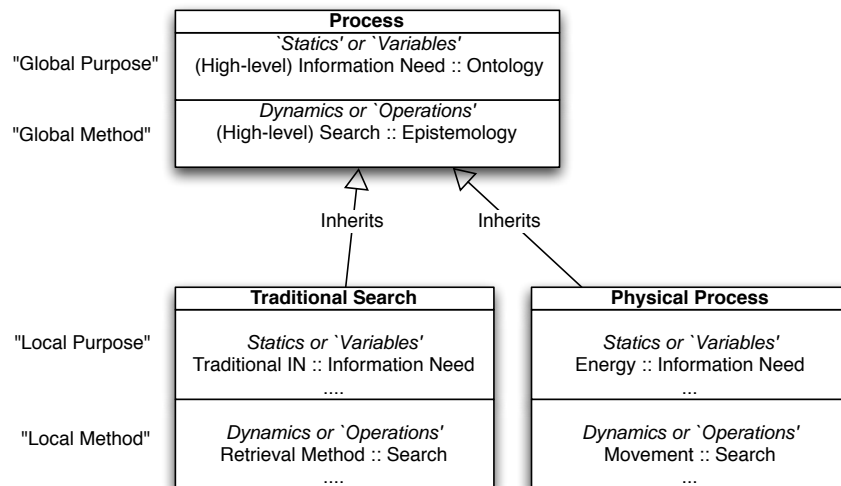 Process
`Statics' or `Variables'
"Global Purpose"
(High-level) Information Need :: Ontology
Dynamics or `Operations'
"Global Method"
(High-level) Search :: Epistemology
Inherits
Inherits
Traditional Search
Physical Process
"Local Purpose"
Statics or `Variables'
Traditional IN :: Information Need
....
Statics or `Variables'
Energy :: Information Need
...
"Local Method"
Dynamics or `Operations'
Retrieval Method :: Search
....
Dynamics or `Operations'
Movement :: Search
...